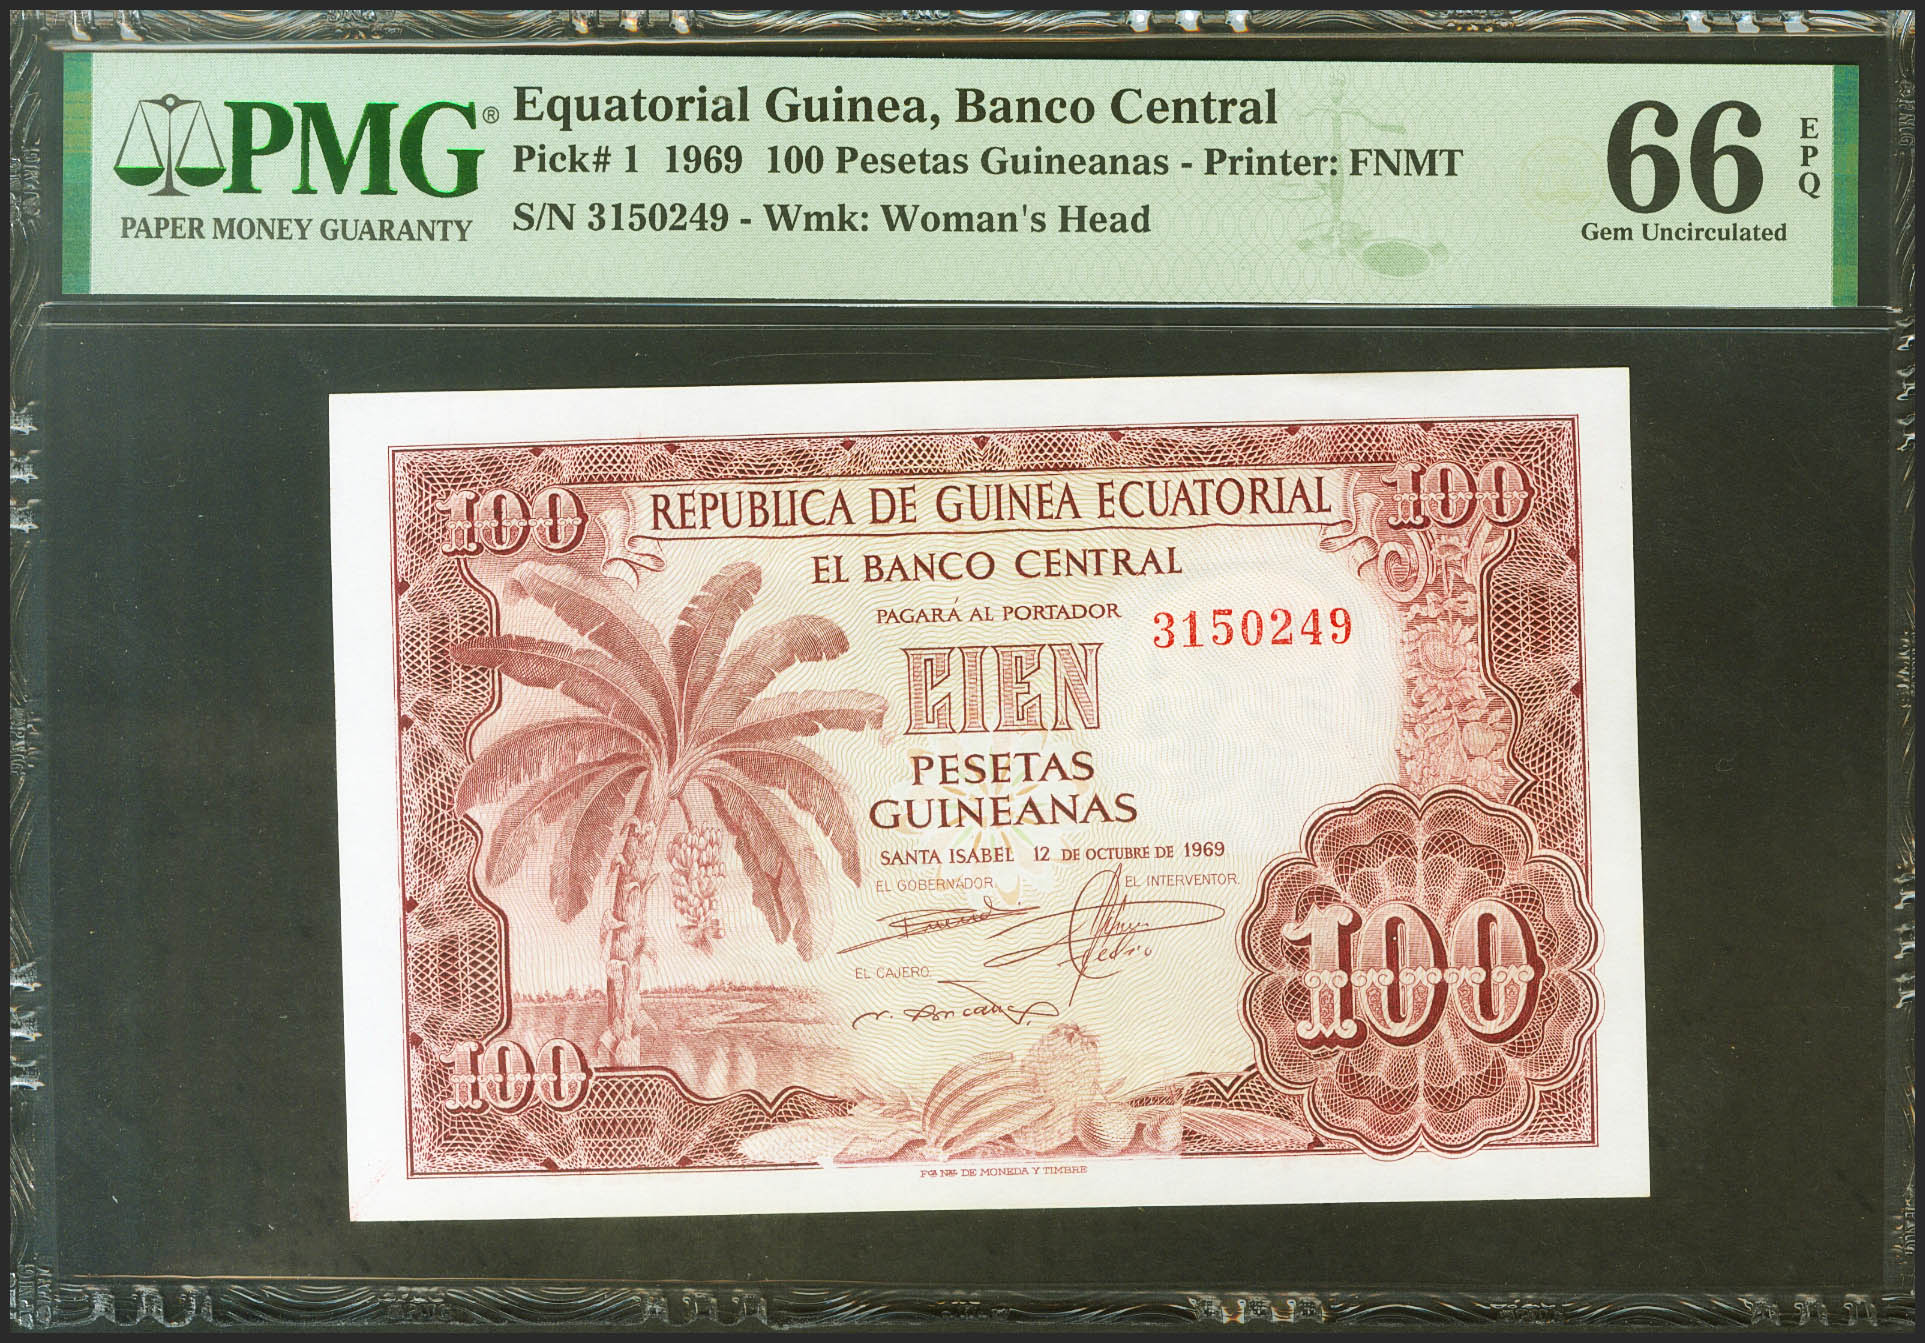 PMG®
PAPER MONEY GUARANTY
Equatorial Guinea, Banco Central
Pick# 1 1969 100 Pesetas Guineanas - Printer: FNMT
S/N 3150249 - Wmk: Woman's Head
66
EPQ
Gem Uncirculated
100
REPUBLICA DE GUINEA ECUATORIAL
100
EL BANCO CENTRAL
PAGARÁ AL PORTADOR
3150249
CIEN
PESETAS
GUINEANAS
SANTA ISABEL 12 DE OCTUBRE DE 1969
EL GOBERNADOR,
EL INTERVENTOR,
EL CAJERO,
100
100
DE MONEDA Y TIMBRE